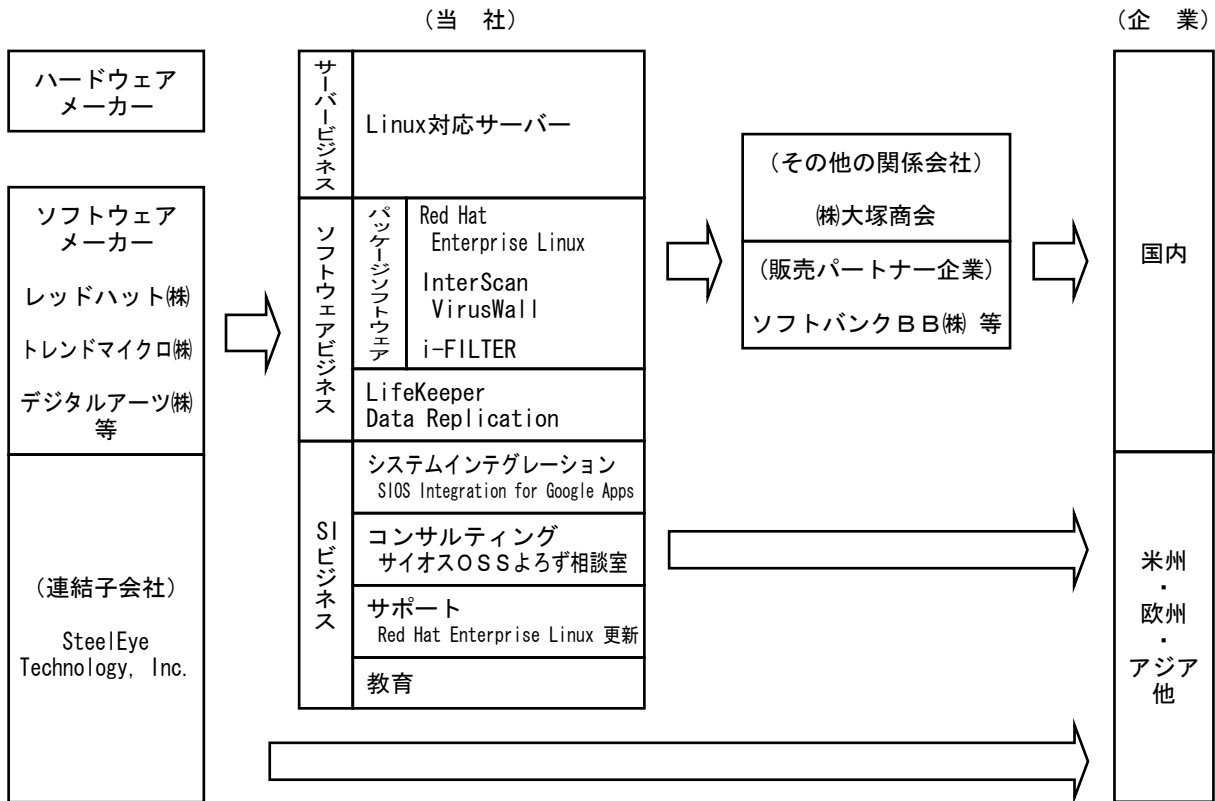 （当　社）
（企　業）
ハードウェア
メーカー
ソフトウェア
メーカー
レッドハット㈱
トレンドマイクロ㈱
デジタルアーツ㈱
等
（連結子会社）
SteelEye
Technology, Inc.
サーバービジネス
Linux対応サーバー
ソフトウェアビジネス
パッケージソフトウェア
Red Hat
Enterprise Linux
InterScan
VirusWall
i-FILTER
LifeKeeper
Data Replication
SIビジネス
システムインテグレーション
SIOS Integration for Google Apps
コンサルティング
サイオスＯＳＳよろず相談室
サポート
Red Hat Enterprise Linux 更新
教育
（その他の関係会社）
㈱大塚商会
（販売パートナー企業）
ソフトバンクＢＢ㈱ 等
国内
米州
・
欧州
・
アジア
他